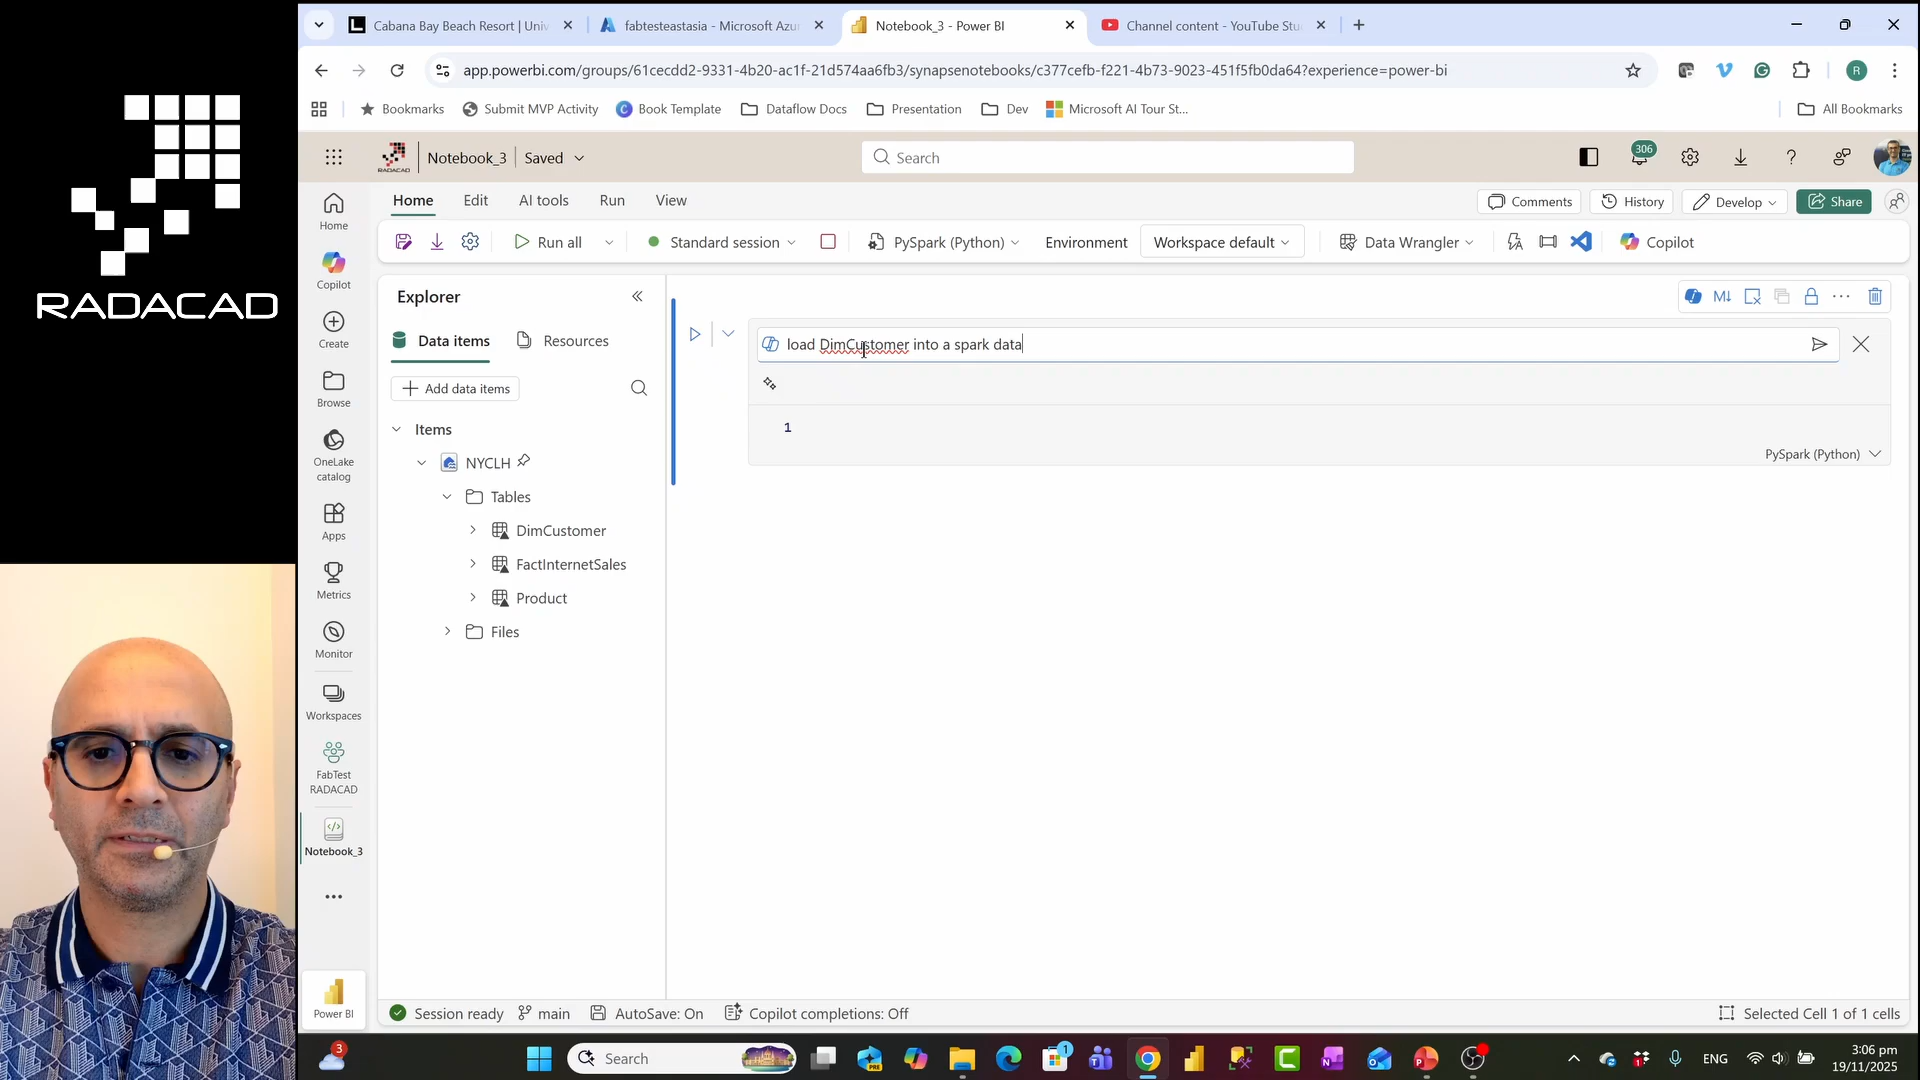 RADACAD
Cabana Bay Beach Resort | Univ
fabtesteastasia - Microsoft Azu
Notebook_3 - Power BI
Channel content - YouTube Stu
app.powerbi.com/groups/61cecdd2-9331-4b20-ac1f-21d574aa6fb3/synapsenotebooks/c377cefb-f221-4b73-9023-451f5fb0da64?experience=power-bi
R
Bookmarks
Submit MVP Activity
Book Template
Dataflow Docs
Presentation
Dev
Microsoft AI Tour St...
All Bookmarks
RADACAD
Notebook_3
Saved
Search
306
Home
Edit
AI tools
Run
View
Comments
History
Develop
Share
Run all
Standard session
PySpark (Python)
Environment
Workspace default
Data Wrangler
Copilot
Home
Copilot
Create
Browse
OneLake
catalog
Apps
Metrics
Monitor
Workspaces
FabTest
RADACAD
Notebook_3
Power BI
Explorer
Data items
Resources
Add data items
Items
NYCLH
Tables
DimCustomer
FactInternetSales
Product
Files
M↓
load DimCustomer into a spark data
1
PySpark (Python)
Session ready
main
AutoSave: On
Copilot completions: Off
Selected Cell 1 of 1 cells
3
Search
PRE
1
ENG
3:06 pm
19/11/2025